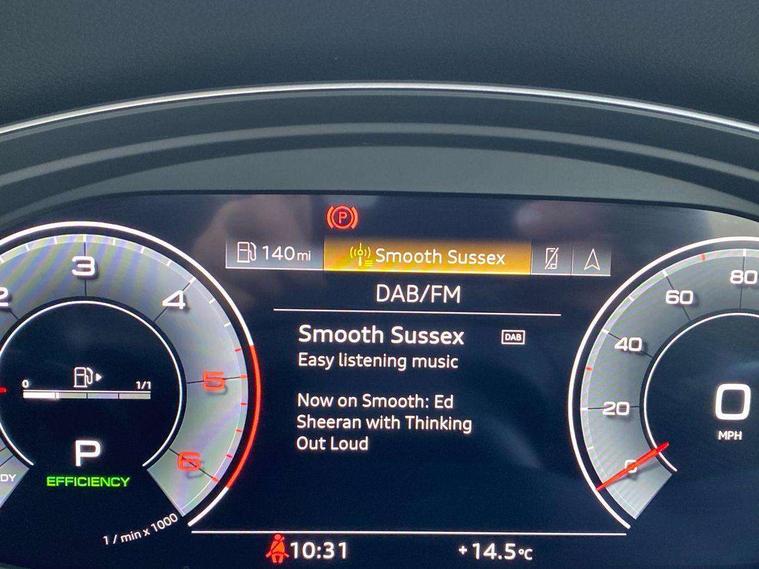 P
140mi
Smooth Sussex
DAB/FM
Smooth Sussex
DAB
Easy listening music
Now on Smooth: Ed
Sheeran with Thinking
Out Loud
2
3
4
5
6
0
1/1
P
EFFICIENCY
DY
1 / min x 1000
80
60
40
20
0
0
MPH
10:31
+14.5°C